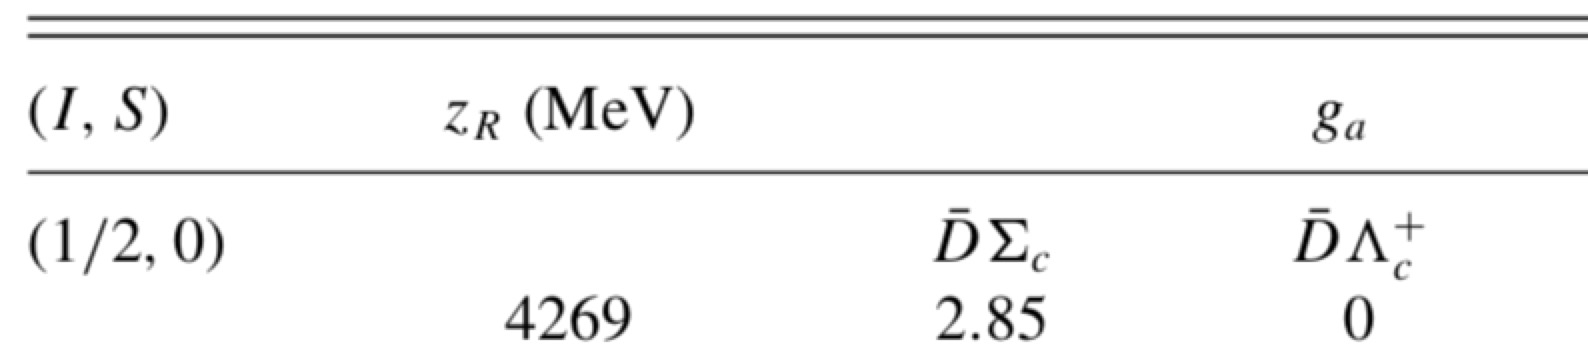 (I, S) z_R (MeV) g_a
(1/2, 0) D̄Σ_c D̄Λ_c^+
4269 2.85 0